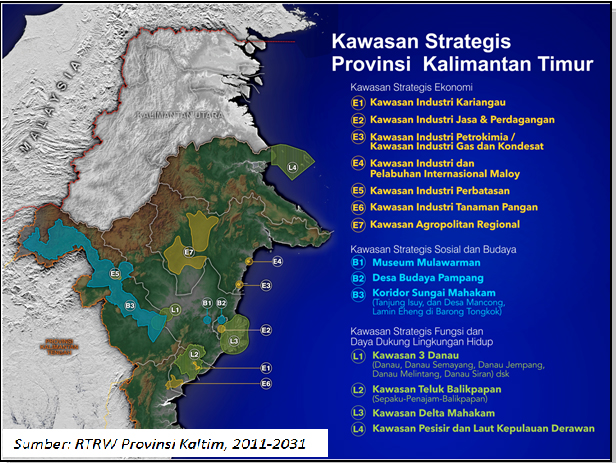 Kawasan Strategis
Provinsi Kalimantan Timur
Kawasan Strategis Ekonomi
E1 Kawasan Industri Kariangau
E2 Kawasan Industri Jasa & Perdagangan
E3 Kawasan Industri Petrokimia /
Kawasan Industri Gas dan Kondesat
E4 Kawasan Industri dan
Pelabuhan Internasional Maloy
E5 Kawasan Industri Perbatasan
E6 Kawasan Industri Tanaman Pangan
E7 Kawasan Agropolitan Regional
Kawasan Strategis Sosial dan Budaya
B1 Museum Mulawarman
B2 Desa Budaya Pampang
B3 Koridor Sungai Mahakam
(Tanjung Isuy, dan Desa Mancong,
Lamin Eheng di Barong Tongkok)
Kawasan Strategis Fungsi dan
Daya Dukung Lingkungan Hidup
L1 Kawasan 3 Danau
(Danau, Danau Semayang, Danau Jempang,
Danau Melintang, Danau Siran) dsk
L2 Kawasan Teluk Balikpapan
(Sepaku-Penajam-Balikpapan)
L3 Kawasan Delta Mahakam
L4 Kawasan Pesisir dan Laut Kepulauan Derawan
MALAYSIA
KALIMANTAN UTARA
L4
E7
E4
E5
E3
B3
L1
B1
B2
E2
L3
L2
E1
E6
Sumber: RTRW Provinsi Kaltim, 2011-2031